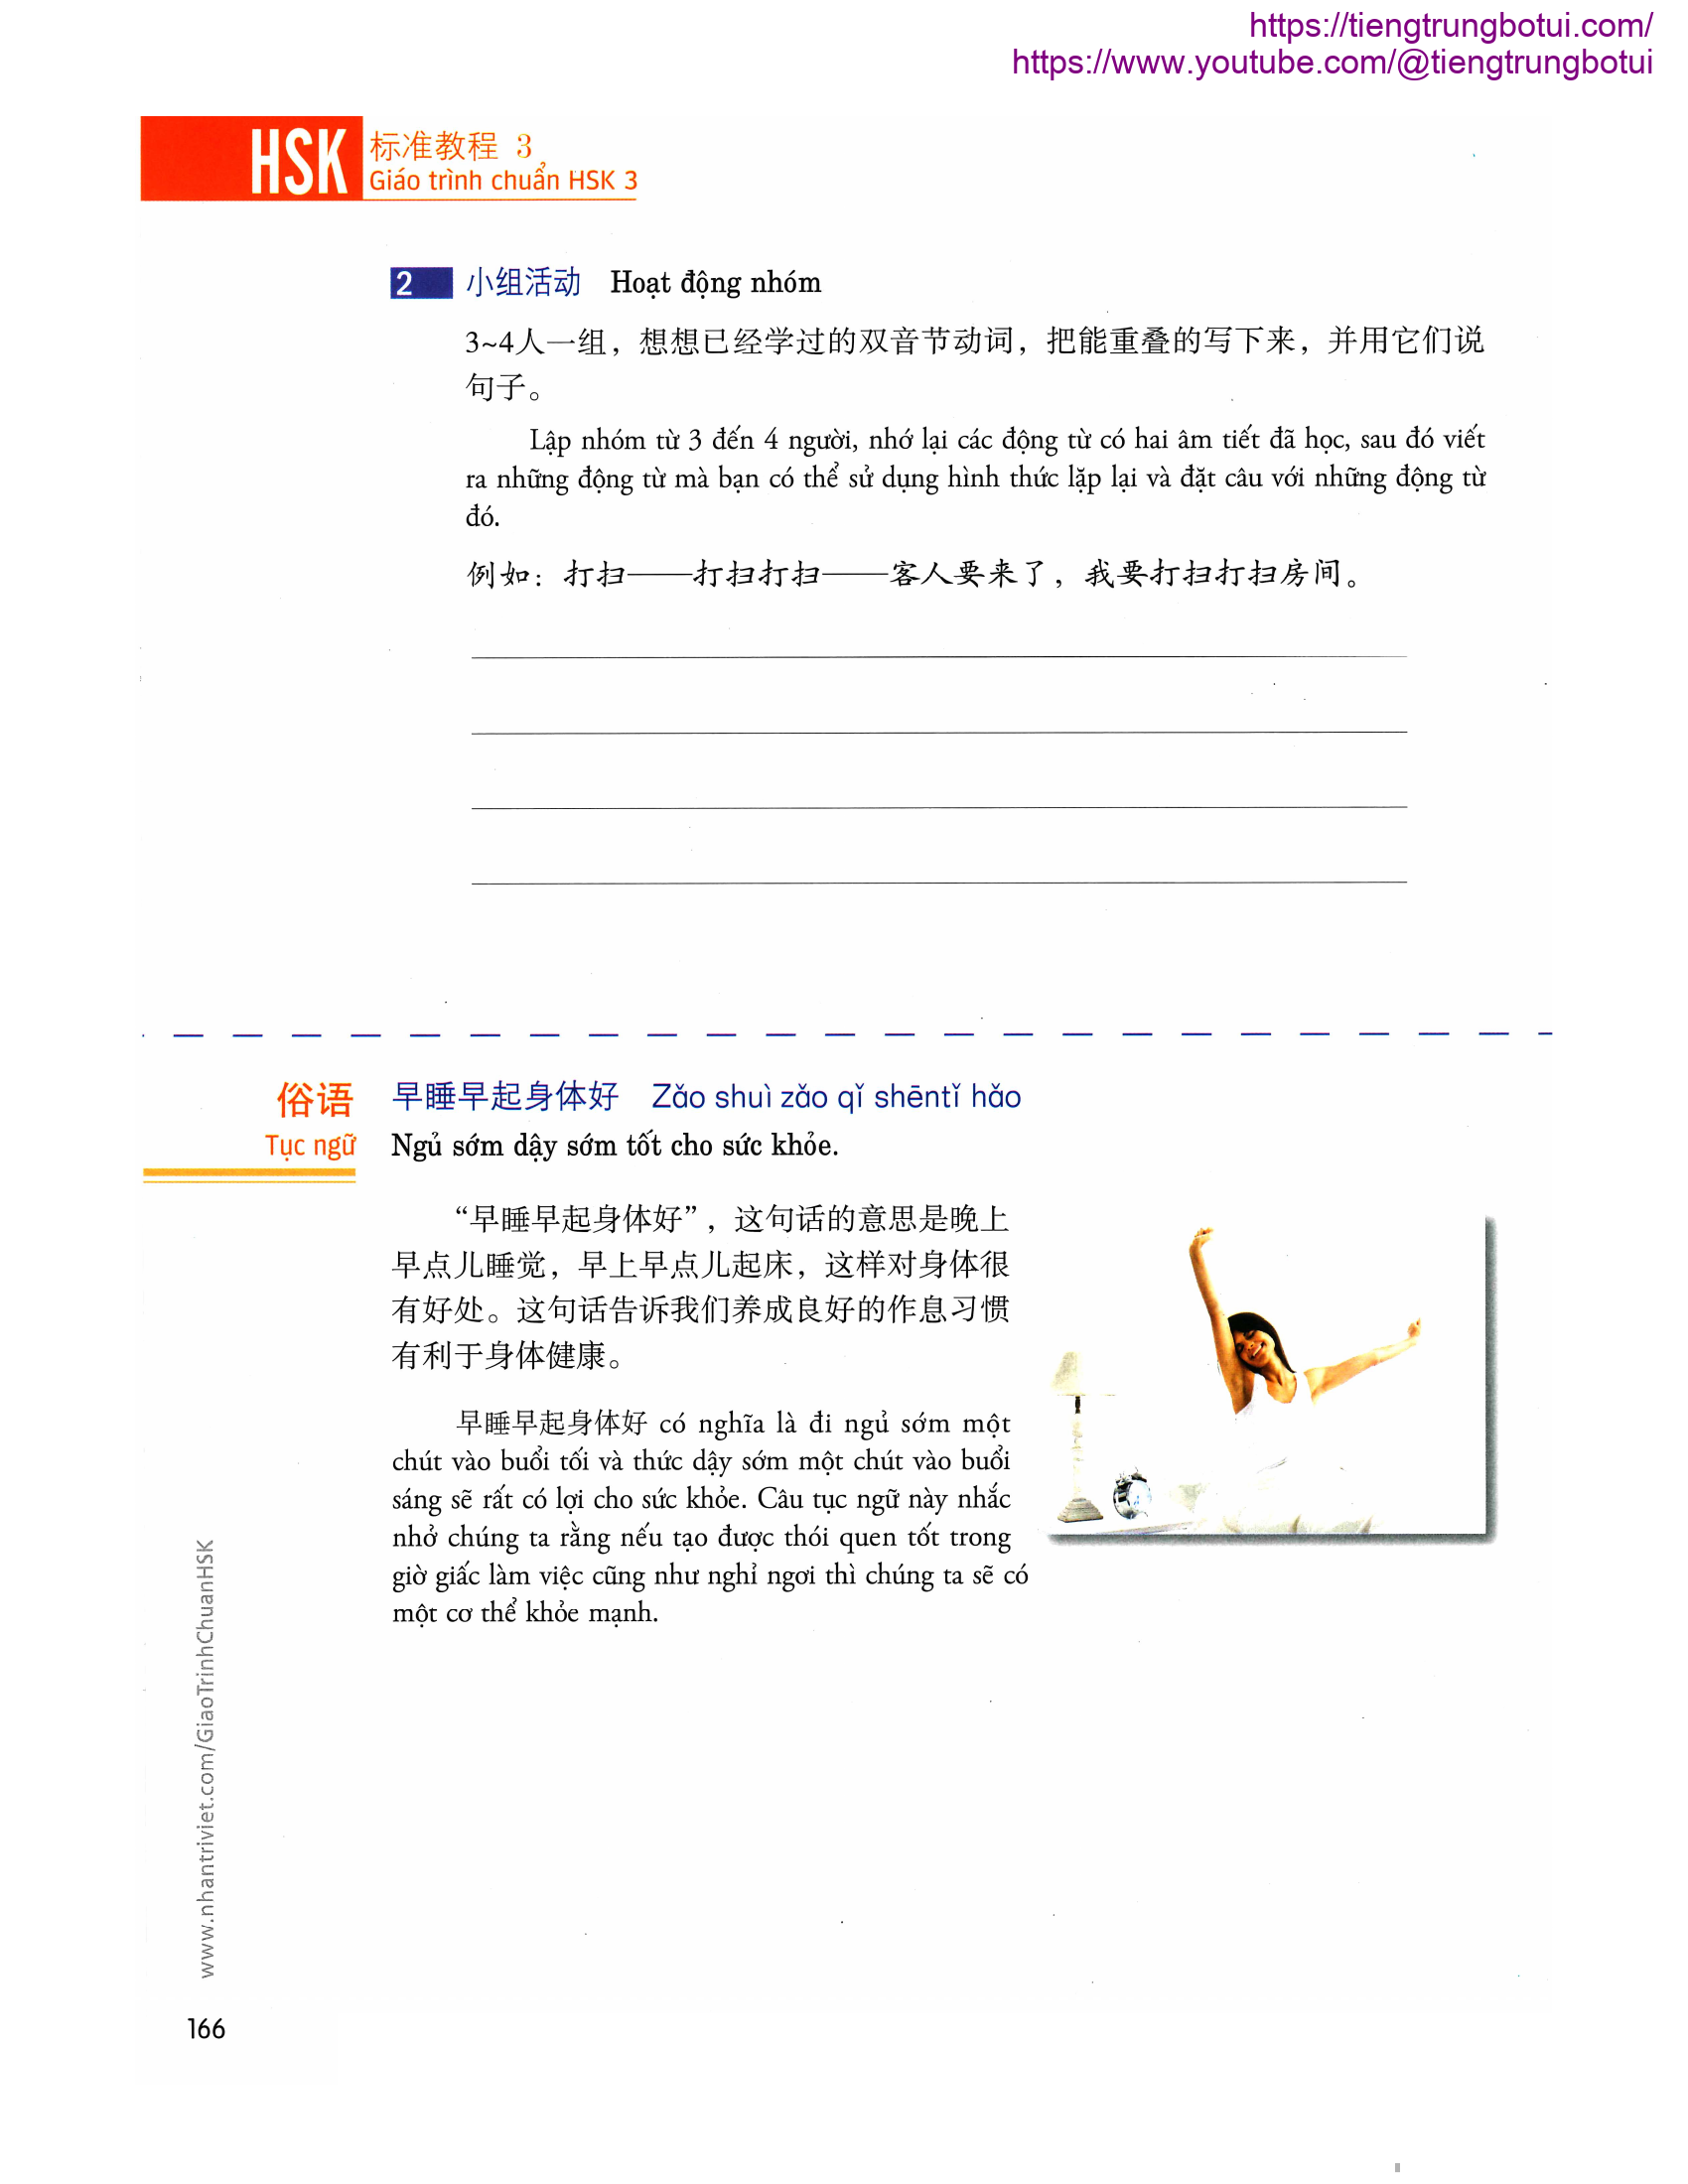 https://tiengtrungbotui.com/
https://www.youtube.com/@tiengtrungbotui
HSK 标准教程 3
Giáo trình chuẩn HSK 3
2 小组活动 Hoạt động nhóm
3~4人一组，想想已经学过的双音节动词，把能重叠的写下来，并用它们说
句子。
Lập nhóm từ 3 đến 4 người, nhớ lại các động từ có hai âm tiết đã học, sau đó viết
ra những động từ mà bạn có thể sử dụng hình thức lặp lại và đặt câu với những động từ
đó.
例如：打扫——打扫打扫——客人要来了，我要打扫打扫房间。
俗语 早睡早起身体好 Zǎo shuì zǎo qǐ shēntǐ hǎo
Tục ngữ Ngủ sớm dậy sớm tốt cho sức khỏe.
“早睡早起身体好”，这句话的意思是晚上
早点儿睡觉，早上早点儿起床，这样对身体很
有好处。这句话告诉我们养成良好的作息习惯
有利于身体健康。
早睡早起身体好 có nghĩa là đi ngủ sớm một
chút vào buổi tối và thức dậy sớm một chút vào buổi
sáng sẽ rất có lợi cho sức khỏe. Câu tục ngữ này nhắc
nhở chúng ta rằng nếu tạo được thói quen tốt trong
giờ giấc làm việc cũng như nghỉ ngơi thì chúng ta sẽ có
một cơ thể khỏe mạnh.
www.nhantriviet.com/GiaoTrinhChuanHSK
166